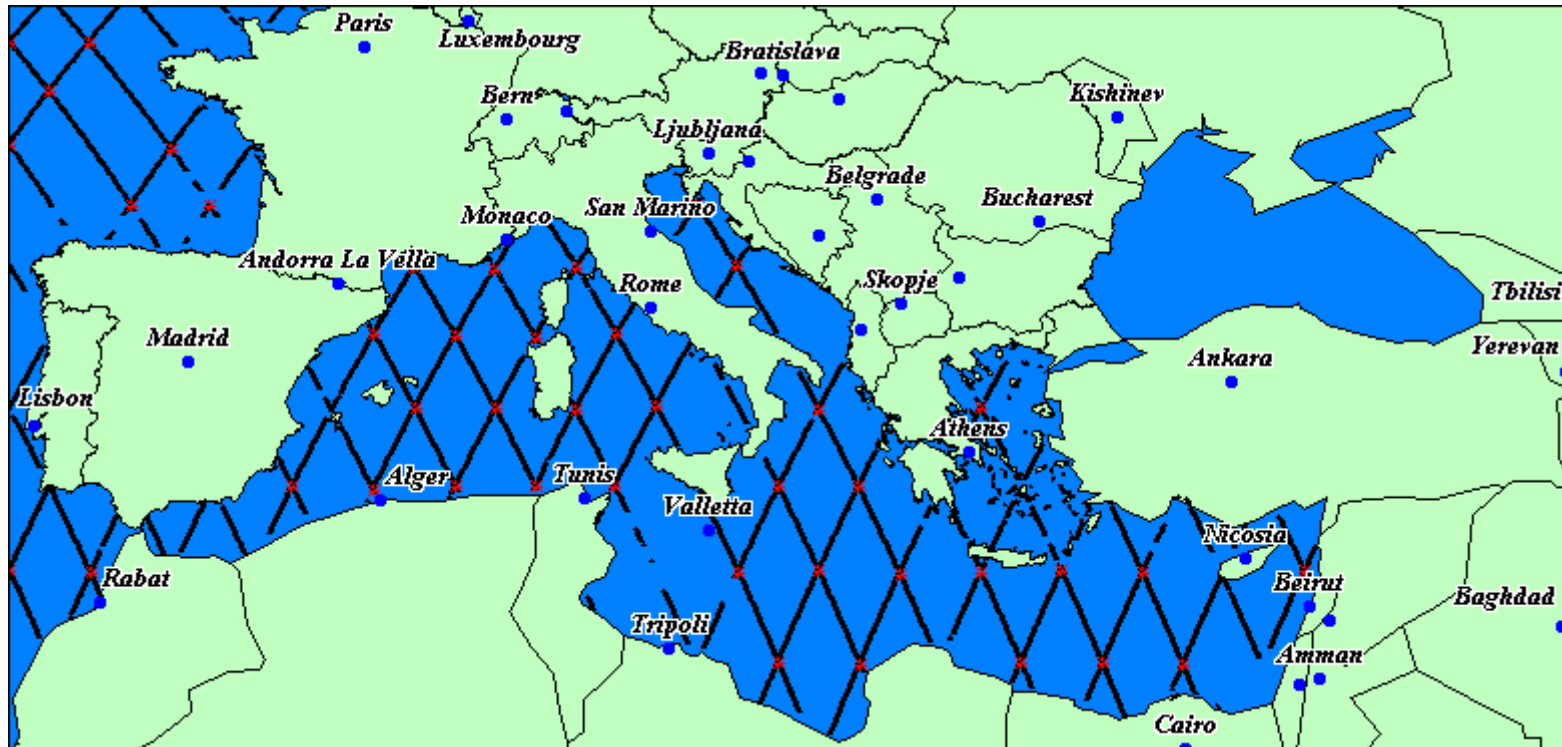 Paris
Luxembourg
Bratislava
Bern
Kishinev
Ljubljana
Belgrade
San Marino
Monaco
Bucharest
Andorra La Vella
Rome
Skopje
Tbilisi
Madrid
Ankara
Yerevan
Lisbon
Athens
Alger
Tunis
Valletta
Nicosia
Rabat
Beirut
Baghdad
Tripoli
Amman
Cairo